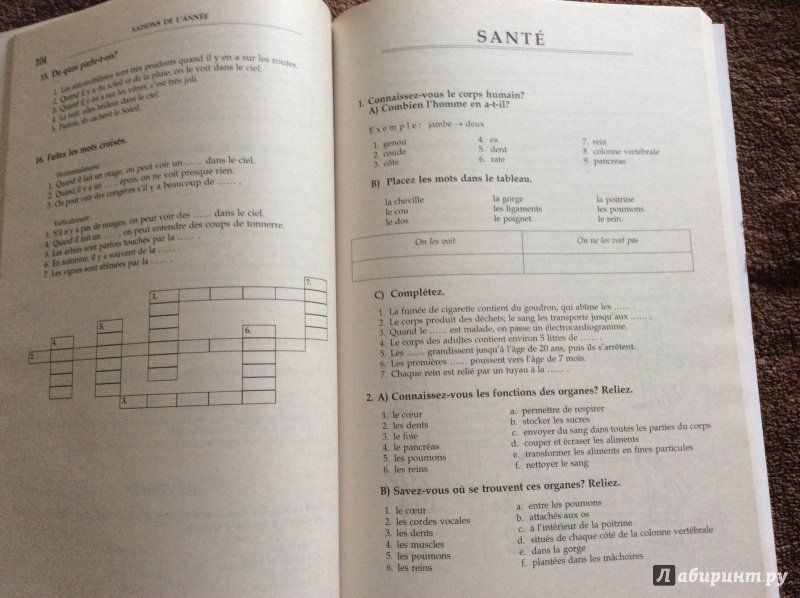 104
SAISONS DE L'ANNÉE
15. De quoi parle-t-on?
1. Les automobilistes sont très prudents quand il y en a sur les routes.
2. Quand il y a du soleil et de la pluie, on le voit dans le ciel.
3. Quand il y en a sur les vitres, c'est très joli.
4. La nuit, elles brillent dans le ciel.
5. Parfois, ils cachent le Soleil.
16. Faites les mots croisés.
Horizontalement:
1. Quand il fait un orage, on peut voir un ...... dans le ciel.
2. Quand il y a un ...... épais, on ne voit presque rien.
3. On peut voir des congères s'il y a beaucoup de ...... .
Verticalement:
1. S'il n'y a pas de nuages, on peut voir des ...... dans le ciel.
4. Quand il fait un ...... , on peut entendre des coups de tonnerre.
5. Les arbres sont parfois touchés par la ...... .
6. En automne, il y a souvent de la ...... .
7. Les vignes sont abîmées par la ...... .
7.
1.
5.
6.
4.
2.
3.
SANTÉ
1. Connaissez-vous le corps humain?
A) Combien l'homme en a-t-il?
Exemple: jambe → deux
1. genou 4. os 7. rein
2. coude 5. dent 8. colonne vertébrale
3. côte 6. rate 9. pancréas
B) Placez les mots dans le tableau.
la cheville la gorge la poitrine
le cou les ligaments les poumons
le dos le poignet le rein
On les voit On ne les voit pas
C) Complétez.
1. La fumée de cigarette contient du goudron, qui abîme les ...... .
2. Le corps produit des déchets; le sang les transporte jusqu'aux ...... .
3. Quand le ...... est malade, on passe un électrocardiogramme.
4. Le corps des adultes contient environ 5 litres de ...... .
5. Les ...... grandissent jusqu'à l'âge de 20 ans, puis ils s'arrêtent.
6. Les premières ...... poussent vers l'âge de 7 mois.
7. Chaque rein est relié par un tuyau à la ...... .
2. A) Connaissez-vous les fonctions des organes? Reliez.
1. le cœur a. permettre de respirer
2. les dents b. stocker les sucres
3. le foie c. envoyer du sang dans toutes les parties du corps
4. le pancréas d. couper et écraser les aliments
5. les poumons e. transformer les aliments en fines particules
6. les reins f. nettoyer le sang
B) Savez-vous où se trouvent ces organes? Reliez.
1. le cœur a. entre les poumons
2. les cordes vocales b. attachés aux os
3. les dents c. à l'intérieur de la poitrine
4. les muscles d. situés de chaque côté de la colonne vertébrale
5. les poumons e. dans la gorge
6. les reins f. plantées dans les mâchoires
Лабиринт.ру